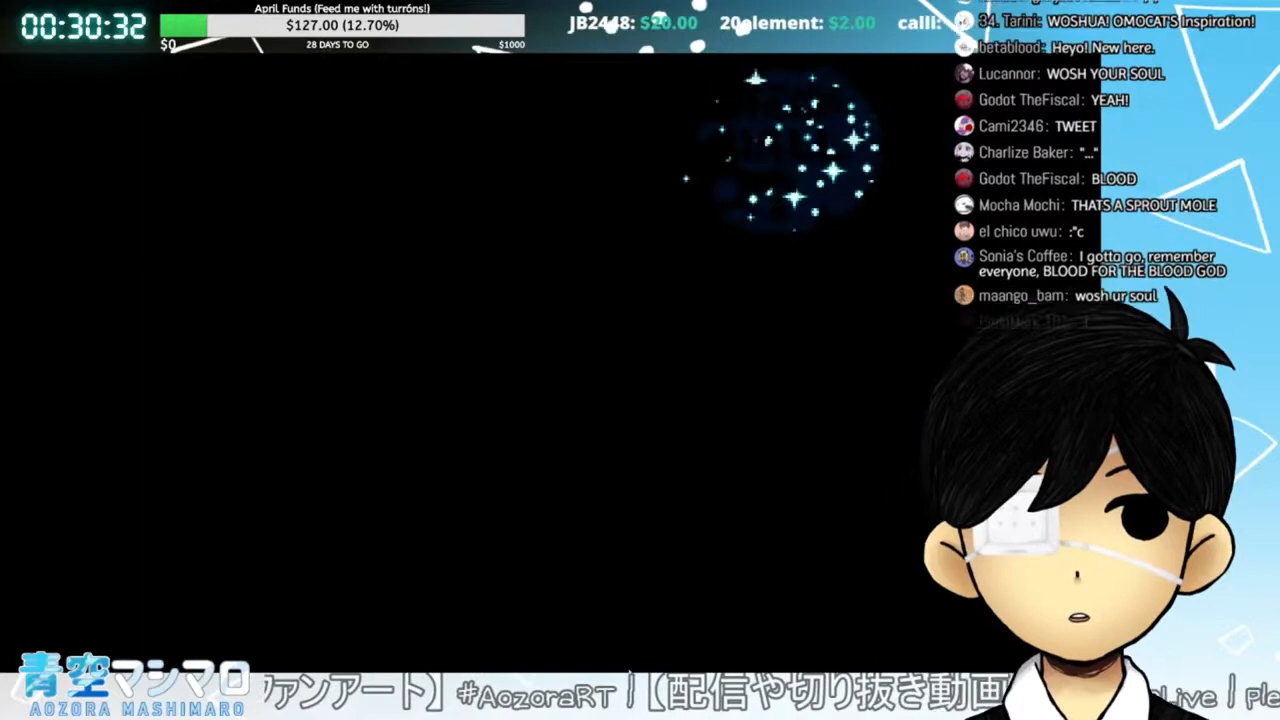 00:30:32
April Funds (Feed me with turróns!)
$127.00 (12.70%)
$0
28 DAYS TO GO
$1000
JB2448: $20.00 20element: $2.00 calli:
34. Tarini: WOSHUA! OMOCAT'S Inspiration!
betablood: Heyo! New here.
Lucannor: WOSH YOUR SOUL
Godot TheFiscal: YEAH!
Cami2346: TWEET
Charlize Baker: "..."
Godot TheFiscal: BLOOD
Mocha Mochi: THATS A SPROUT MOLE
el chico uwu: :"c
Sonia's Coffee: I gotta go, remember
everyone, BLOOD FOR THE BLOOD GOD
maango_bam: wosh ur soul
青空マシマロ
AOZORA MASHIMARO
ファンアート】 #AozoraRT /【配信や切り抜き動画
Live / Ple